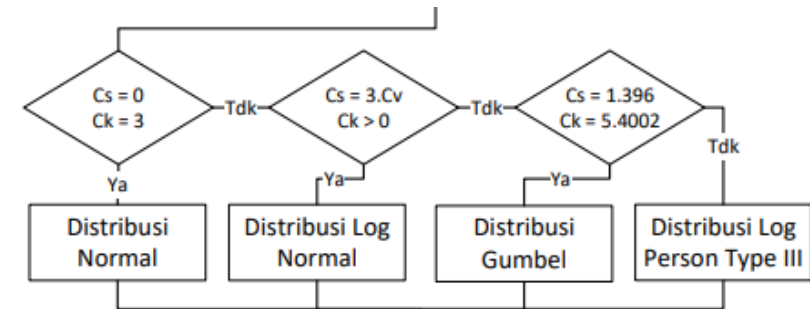 Cs = 0
Ck = 3
Tdk
Cs = 3.Cv
Ck > 0
Tdk
Cs = 1.396
Ck = 5.4002
Tdk
Ya
Ya
Ya
Distribusi
Normal
Distribusi Log
Normal
Distribusi
Gumbel
Distribusi Log
Person Type III